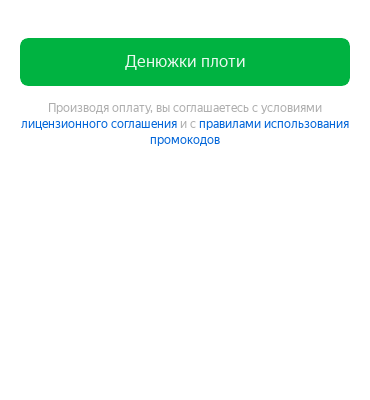 Денюжки плоти
Производя оплату, вы соглашаетесь с условиями
лицензионного соглашения и с правилами использования
промокодов